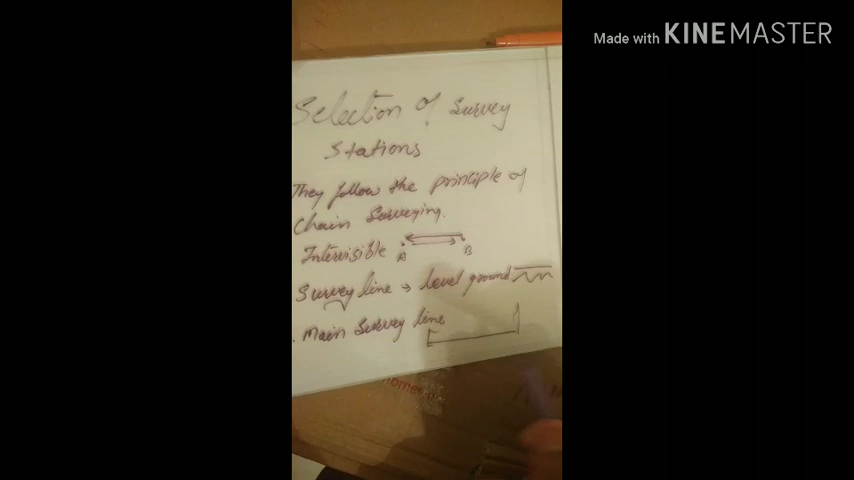 Made with KINEMASTER
Selection of Survey
Stations
They follow the principle of
Chain Surveying.
Intervisible A B
Survey line → Level ground
. Main Survey line